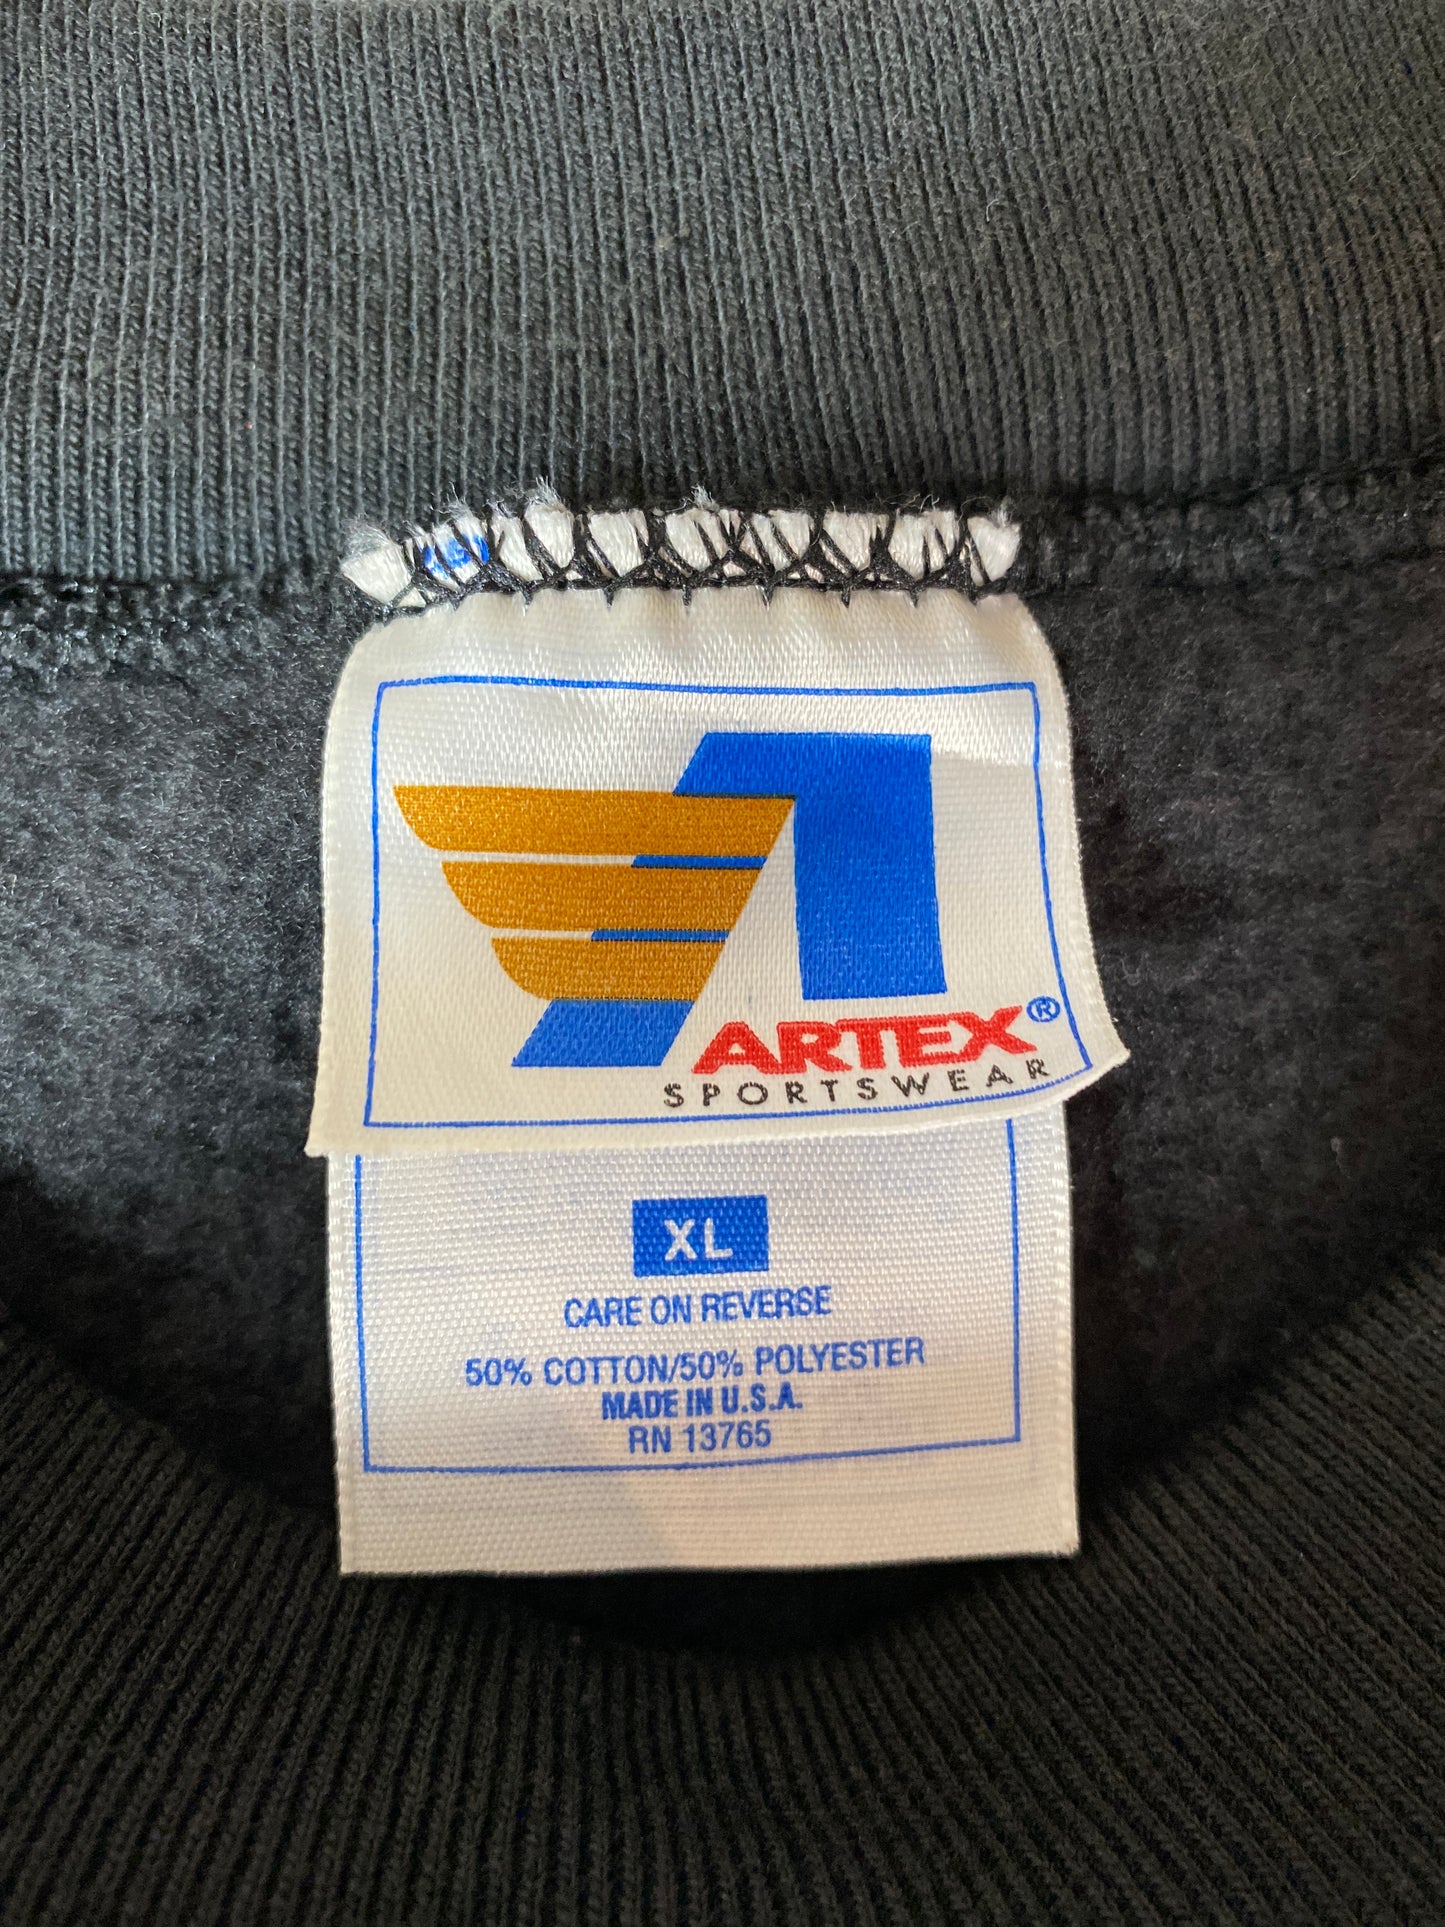 ARTEX®
SPORTSWEAR
XL
CARE ON REVERSE
50% COTTON/50% POLYESTER
MADE IN U.S.A.
RN 13765